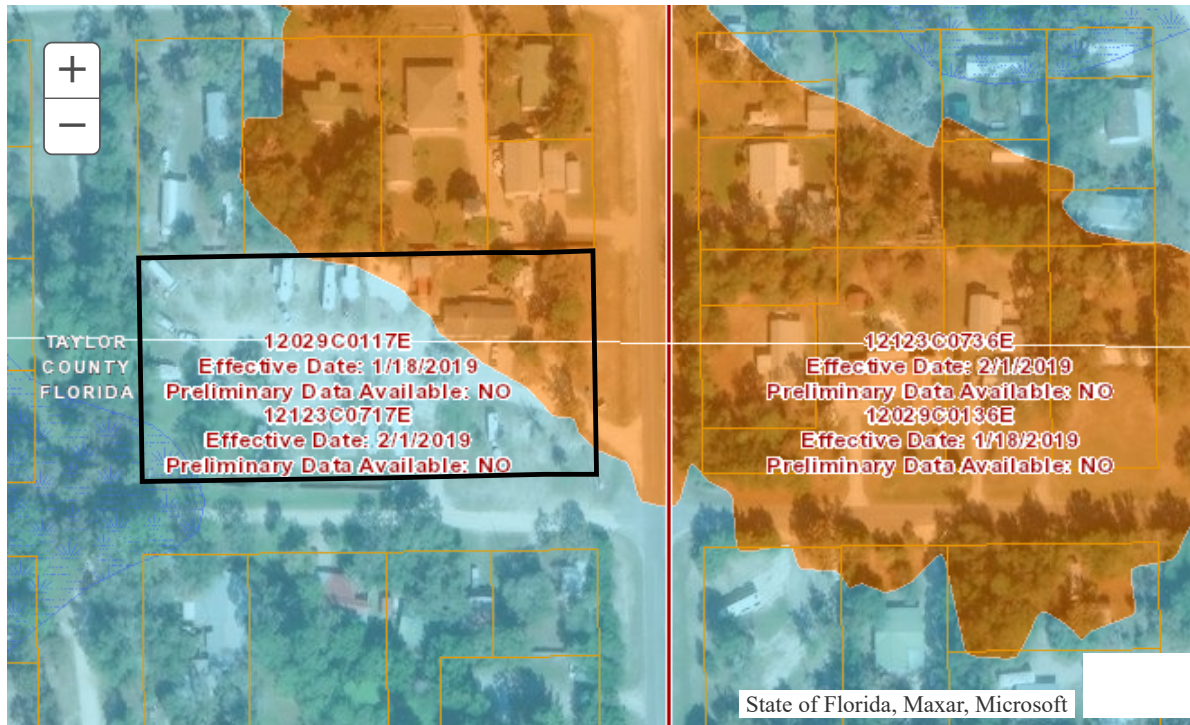 +
−
TAYLOR
COUNTY
FLORIDA
12029C0117E
Effective Date: 1/18/2019
Preliminary Data Available: NO
12123C0717E
Effective Date: 2/1/2019
Preliminary Data Available: NO
12123C0736E
Effective Date: 2/1/2019
Preliminary Data Available: NO
12029C0136E
Effective Date: 1/18/2019
Preliminary Data Available: NO
State of Florida, Maxar, Microsoft